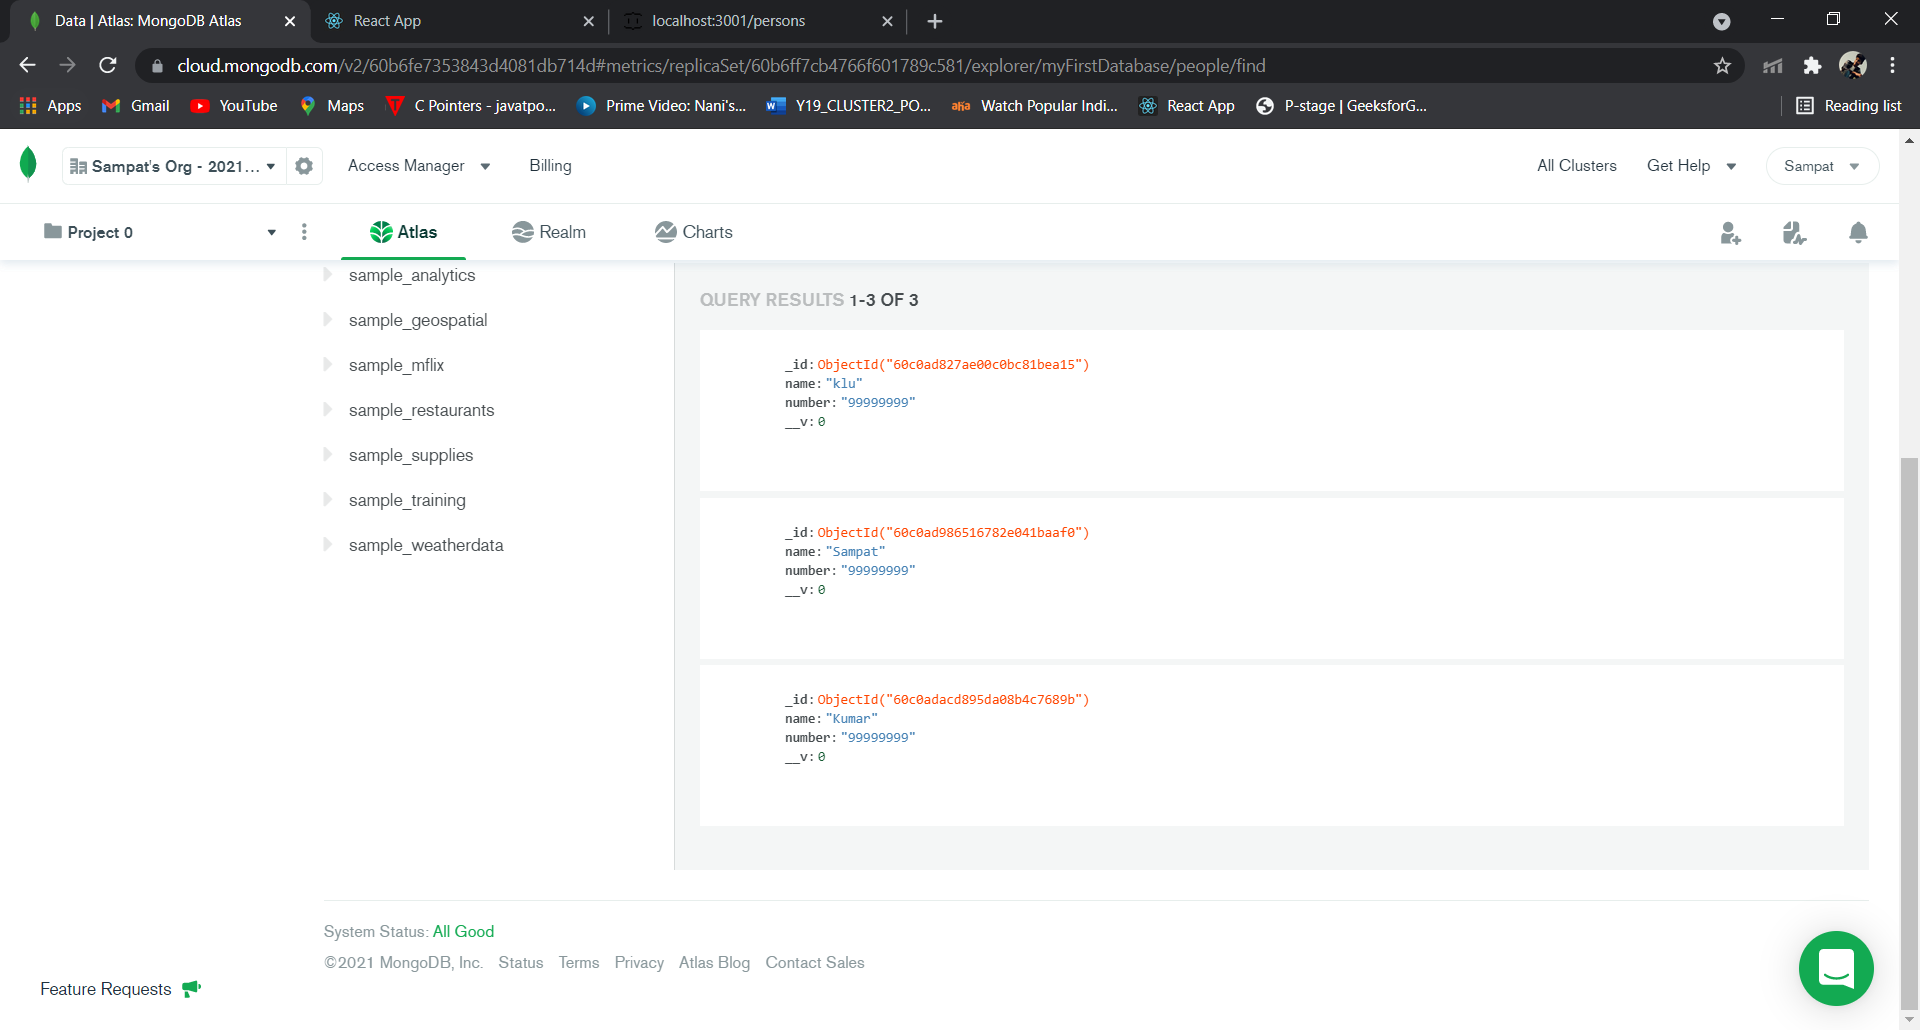 Data | Atlas: MongoDB Atlas
React App
localhost:3001/persons
cloud.mongodb.com/v2/60b6fe7353843d4081db714d#metrics/replicaSet/60b6ff7cb4766f601789c581/explorer/myFirstDatabase/people/find
Apps Gmail YouTube Maps C Pointers - javatpo... Prime Video: Nani's... Y19_CLUSTER2_PO... aha Watch Popular Indi... React App P-stage | GeeksforG... Reading list
Sampat's Org - 2021... Access Manager Billing All Clusters Get Help Sampat
Project 0 Atlas Realm Charts
sample_analytics
sample_geospatial
sample_mflix
sample_restaurants
sample_supplies
sample_training
sample_weatherdata
QUERY RESULTS 1-3 OF 3
_id: ObjectId("60c0ad827ae00c0bc81bea15")
name: "klu"
number: "99999999"
__v: 0
_id: ObjectId("60c0ad986516782e041baaf0")
name: "Sampat"
number: "99999999"
__v: 0
_id: ObjectId("60c0adacd895da08b4c7689b")
name: "Kumar"
number: "99999999"
__v: 0
System Status: All Good
©2021 MongoDB, Inc. Status Terms Privacy Atlas Blog Contact Sales
Feature Requests